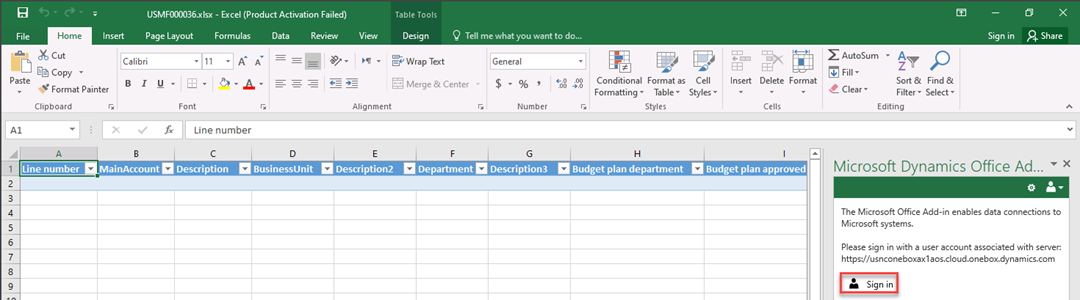 USMF000036.xlsx - Excel (Product Activation Failed)
Table Tools
File Home Insert Page Layout Formulas Data Review View Design Tell me what you want to do... Sign in Share
Paste
Cut
Copy
Format Painter
Clipboard
Calibri 11
B I U
Font
Wrap Text
Merge & Center
Alignment
General
$ % ,
Number
Conditional Formatting
Format as Table
Cell Styles
Styles
Insert Delete Format
Cells
AutoSum
Fill
Clear
Sort & Filter
Find & Select
Editing
A1 fx Line number
A B C D E F G H I
1 Line number MainAccount Description BusinessUnit Description2 Department Description3 Budget plan department Budget plan approved
2
3
4
5
6
7
8
9
10
Microsoft Dynamics Office Ad...
The Microsoft Office Add-in enables data connections to
Microsoft systems.
Please sign in with a user account associated with server:
https://usnconeboxax1aos.cloud.onebox.dynamics.com
Sign in